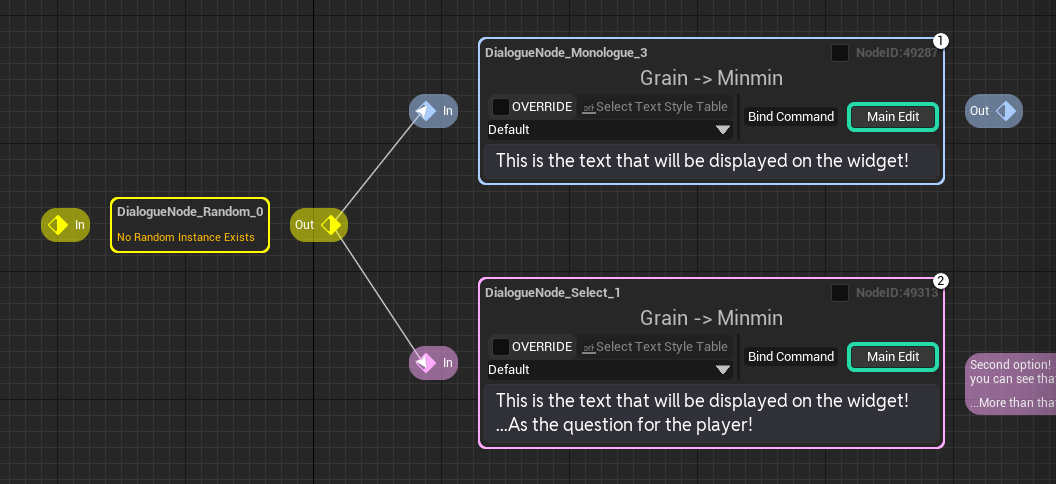 1
DialogueNode_Monologue_3
NodeID:49287
Grain -> Minmin
In
OVERRIDE
Select Text Style Table
Default
Bind Command
Main Edit
Out
This is the text that will be displayed on the widget!
In
DialogueNode_Random_0
No Random Instance Exists
Out
2
DialogueNode_Select_1
NodeID:49313
Grain -> Minmin
In
OVERRIDE
Select Text Style Table
Default
Bind Command
Main Edit
This is the text that will be displayed on the widget!
...As the question for the player!
Second option!
you can see that
...More than that